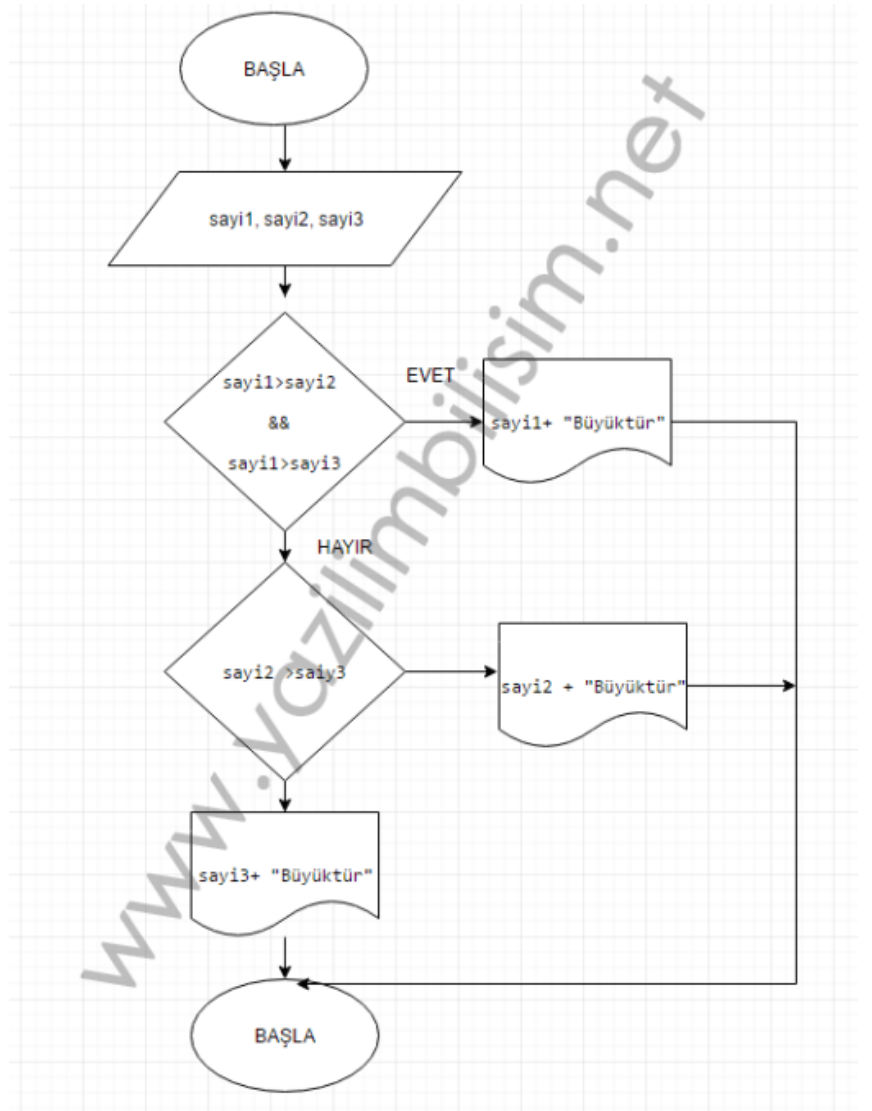 BAŞLA
sayi1, sayi2, sayi3
sayi1>sayi2
&&
sayi1>sayi3
EVET
sayi1+ "Büyüktür"
HAYIR
sayi2 >saiy3
sayi2 + "Büyüktür"
sayi3+ "Büyüktür"
BAŞLA
www.yazilimbilisim.net